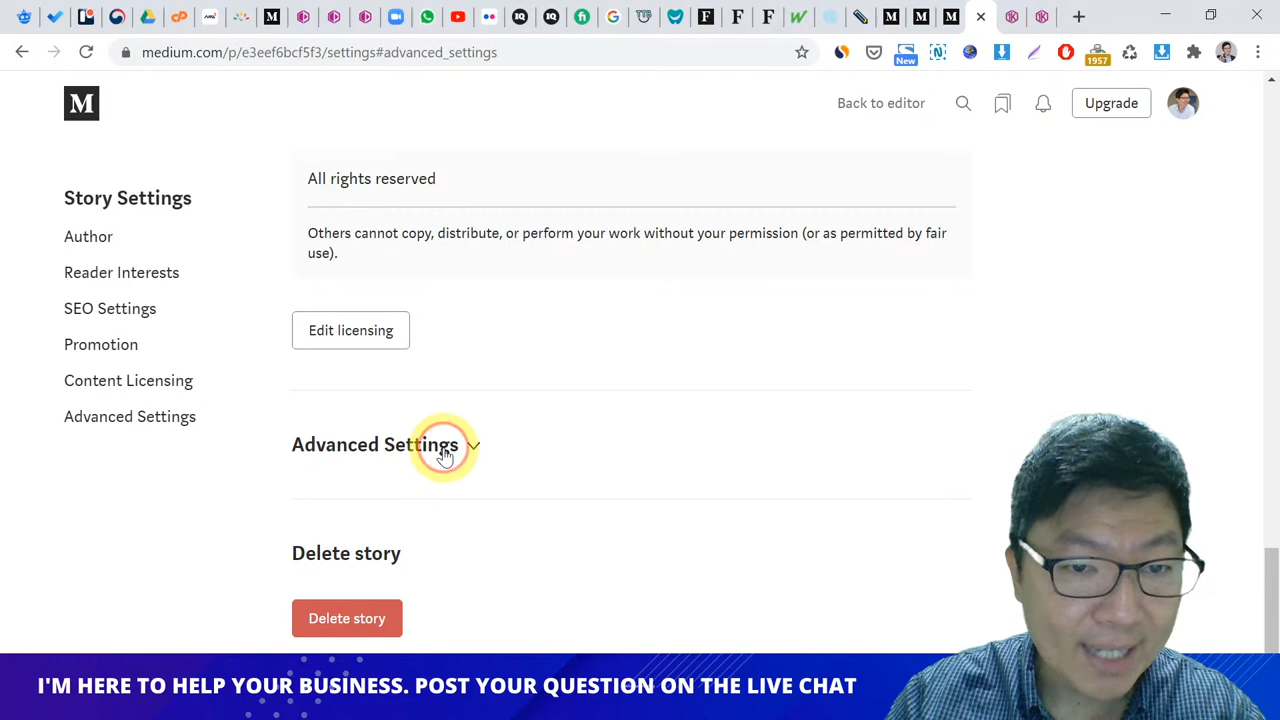 New
1957
medium.com/p/e3eef6bcf5f3/settings#advanced_settings
M
Back to editor
Upgrade
Story Settings
Author
Reader Interests
SEO Settings
Promotion
Content Licensing
Advanced Settings
All rights reserved
Others cannot copy, distribute, or perform your work without your permission (or as permitted by fair
use).
Edit licensing
Advanced Settings
Delete story
Delete story
I'M HERE TO HELP YOUR BUSINESS. POST YOUR QUESTION ON THE LIVE CHAT